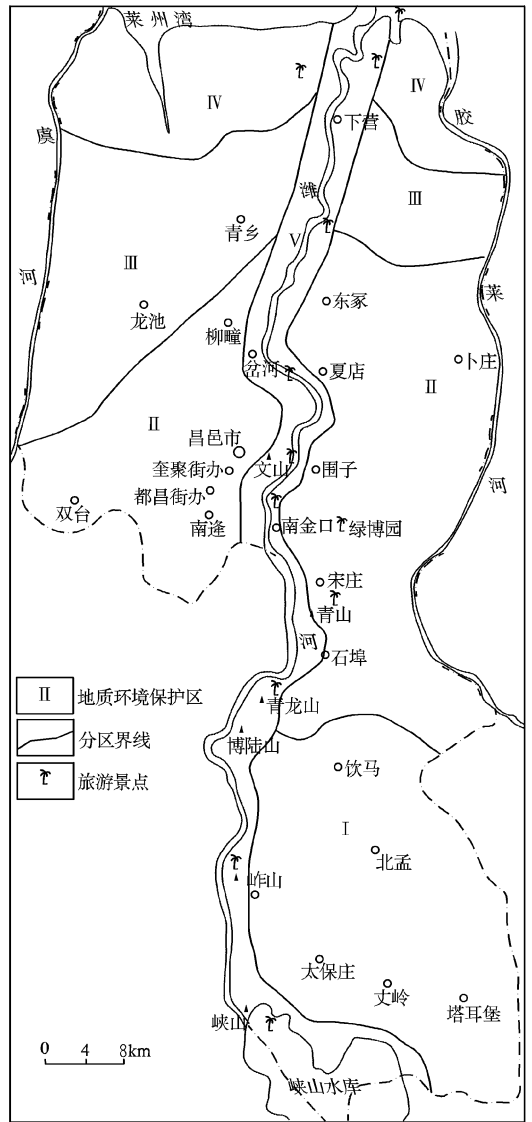 莱州湾
Ⅳ
Ⅳ
虞
胶
下营
潍
Ⅲ
青乡
Ⅴ
Ⅲ
河
莱
龙池
东冢
柳疃
岔河
夏店
卜庄
Ⅱ
Ⅱ
昌邑市
奎聚街办
文山
围子
都昌街办
河
双台
南逄
南金口
绿博园
宋庄
青山
河
石埠
Ⅱ
地质环境保护区
青龙山
分区界线
博陆山
旅游景点
饮马
Ⅰ
北孟
岞山
太保庄
丈岭
塔耳堡
峡山
0 4 8km
峡山水库